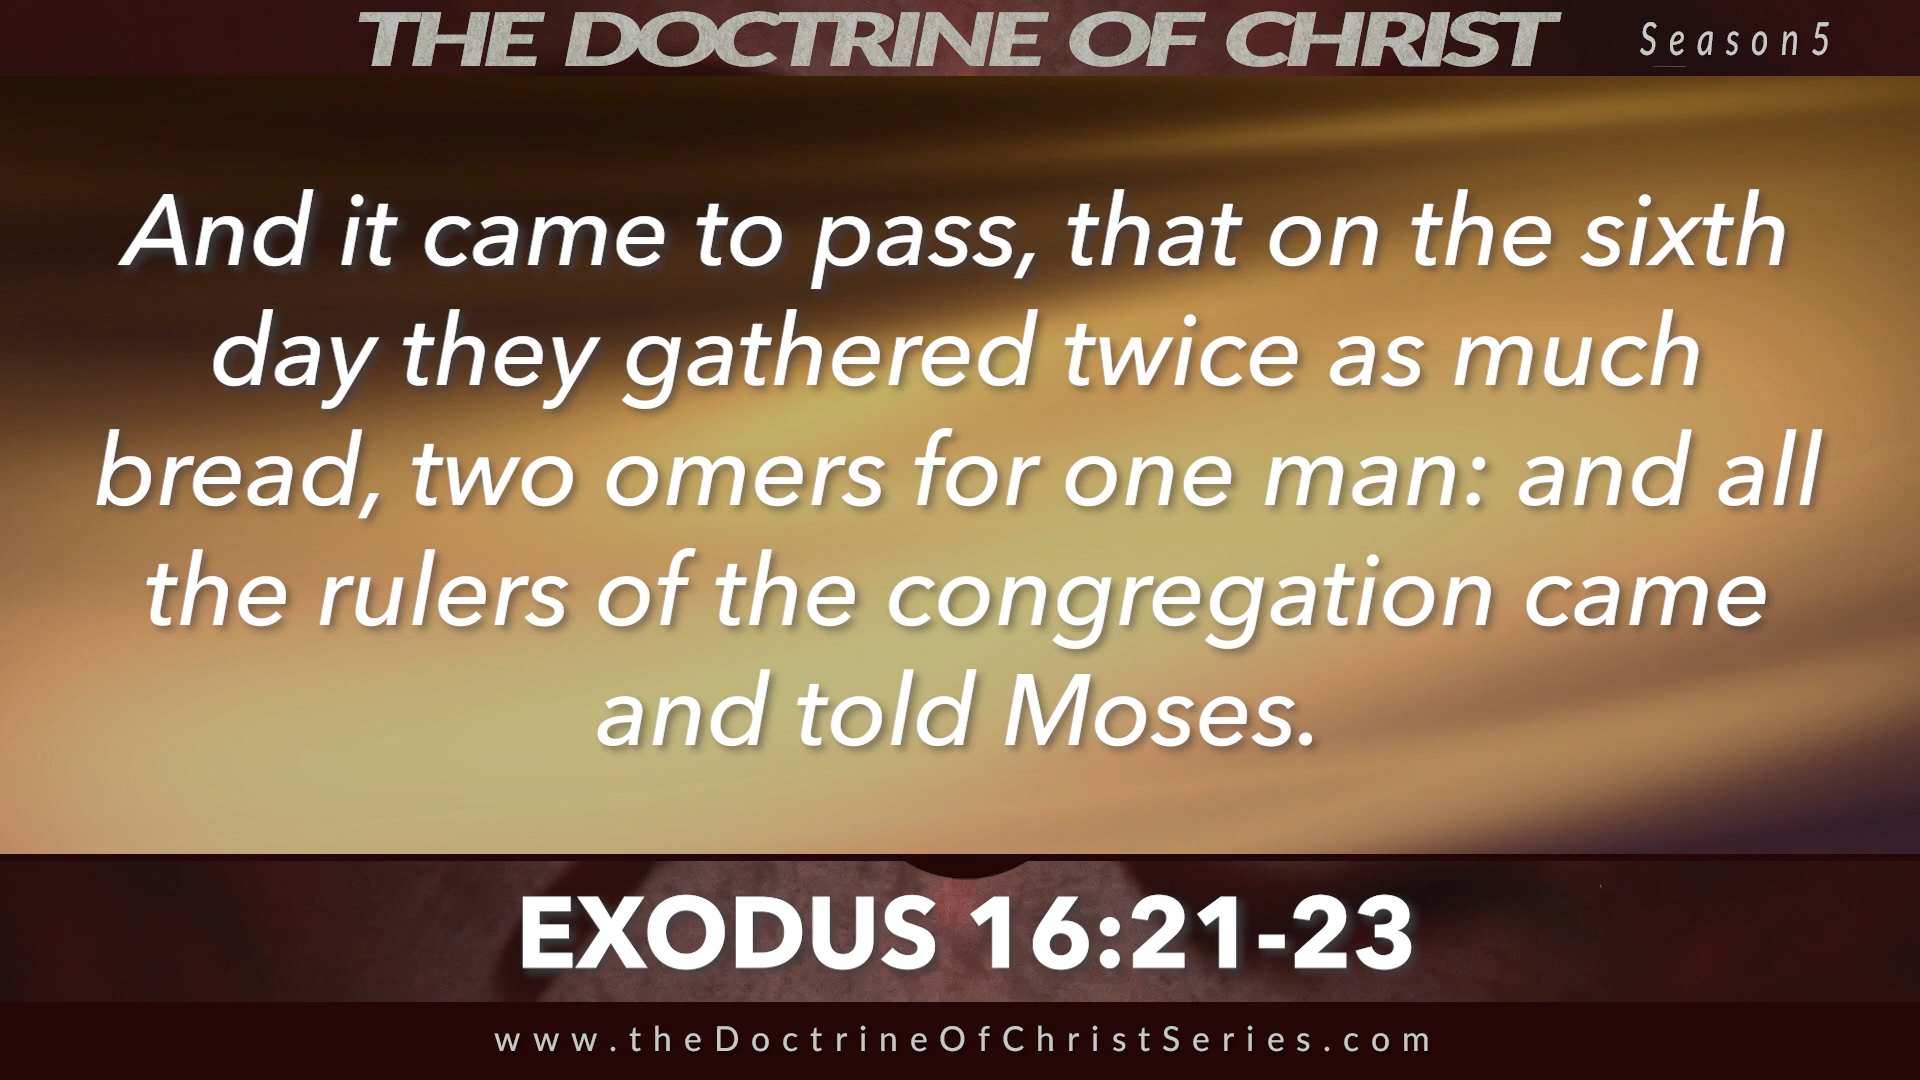 THE DOCTRINE OF CHRIST Season5
And it came to pass, that on the sixth
day they gathered twice as much
bread, two omers for one man: and all
the rulers of the congregation came
and told Moses.
EXODUS 16:21-23
www.theDoctrineOfChristSeries.com